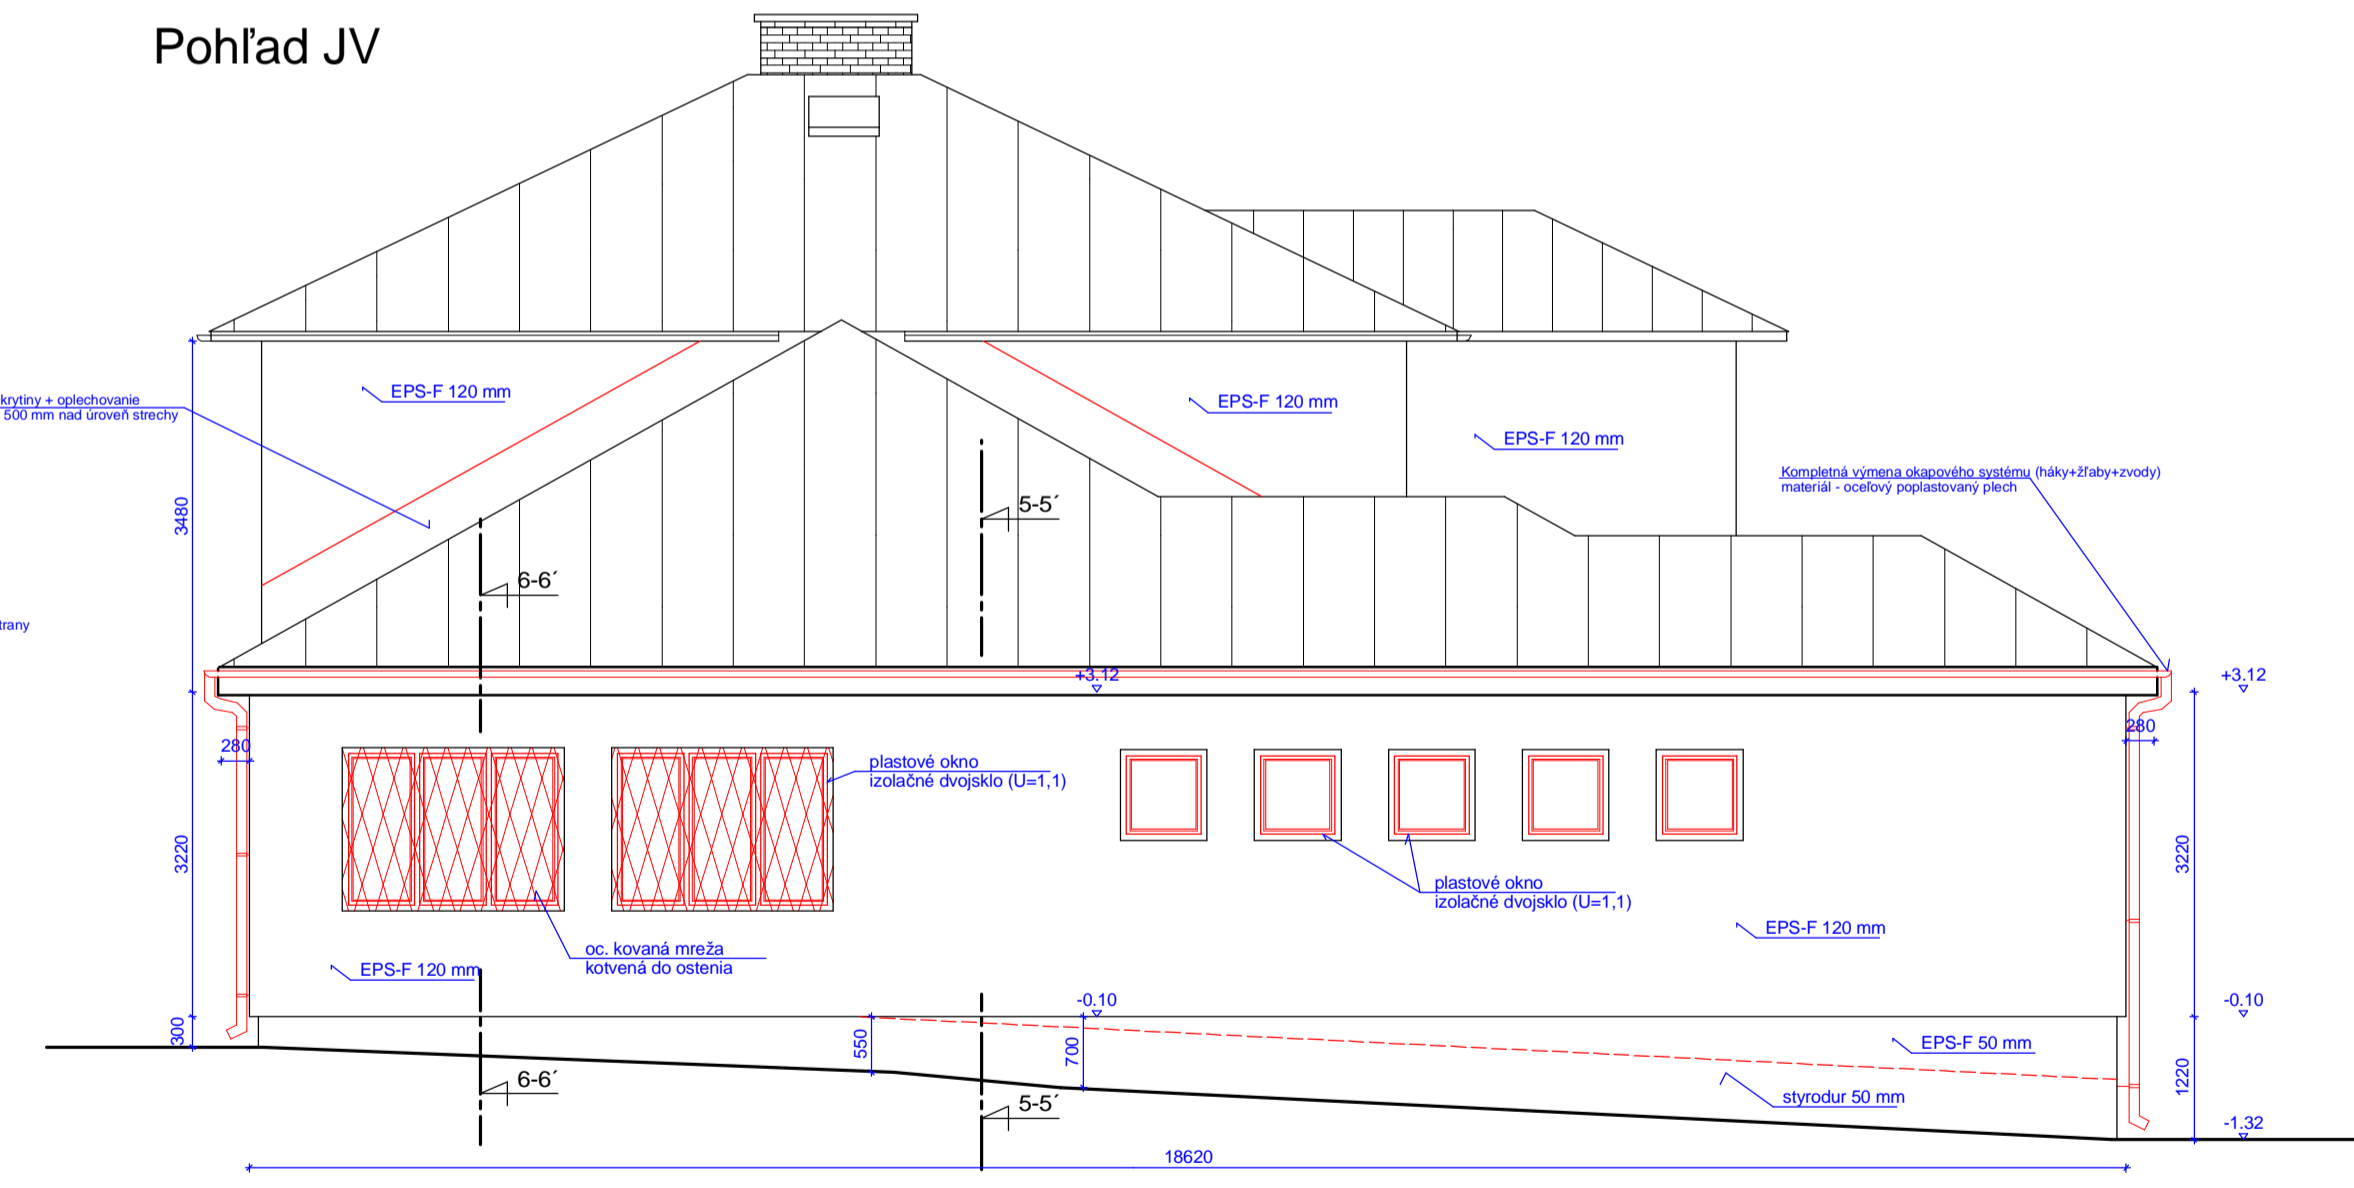 Pohľad JV
EPS-F 120 mm
krytiny + oplechovanie
500 mm nad úroveň strechy
EPS-F 120 mm
EPS-F 120 mm
Kompletná výmena okapového systému (háky+žľaby+zvody)
materiál - oceľový poplastovaný plech
3480
5-5´
6-6´
trany
+3.12
+3.12
280
280
plastové okno
izolačné dvojsklo (U=1,1)
3220
3220
plastové okno
izolačné dvojsklo (U=1,1)
EPS-F 120 mm
oc. kovaná mreža
kotvená do ostenia
EPS-F 120 mm
-0.10
-0.10
300
550
700
EPS-F 50 mm
1220
6-6´
5-5´
styrodur 50 mm
-1.32
18620